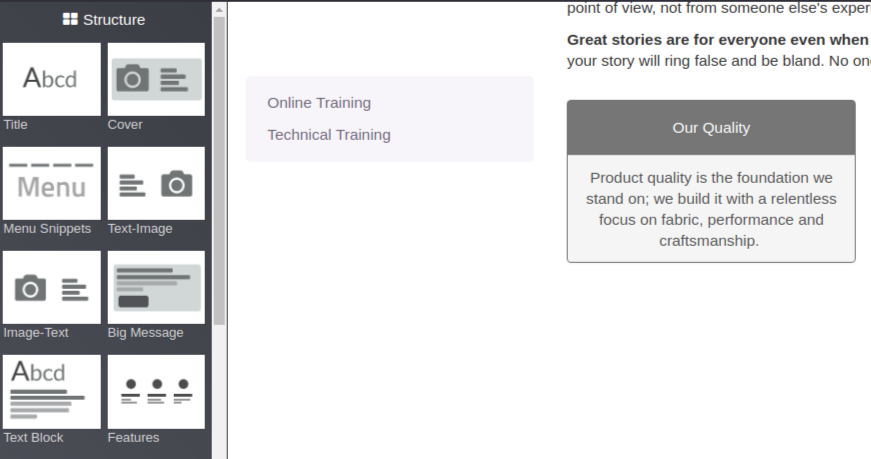 Structure
Abcd
Title
Cover
Menu
Menu Snippets
Text-Image
Image-Text
Big Message
Abcd
Text Block
Features
Online Training
Technical Training
point of view, not from someone else's
Great stories are for everyone even when
your story will ring false and be bland. No
Our Quality
Product quality is the foundation we
stand on; we build it with a relentless
focus on fabric, performance and
craftsmanship.